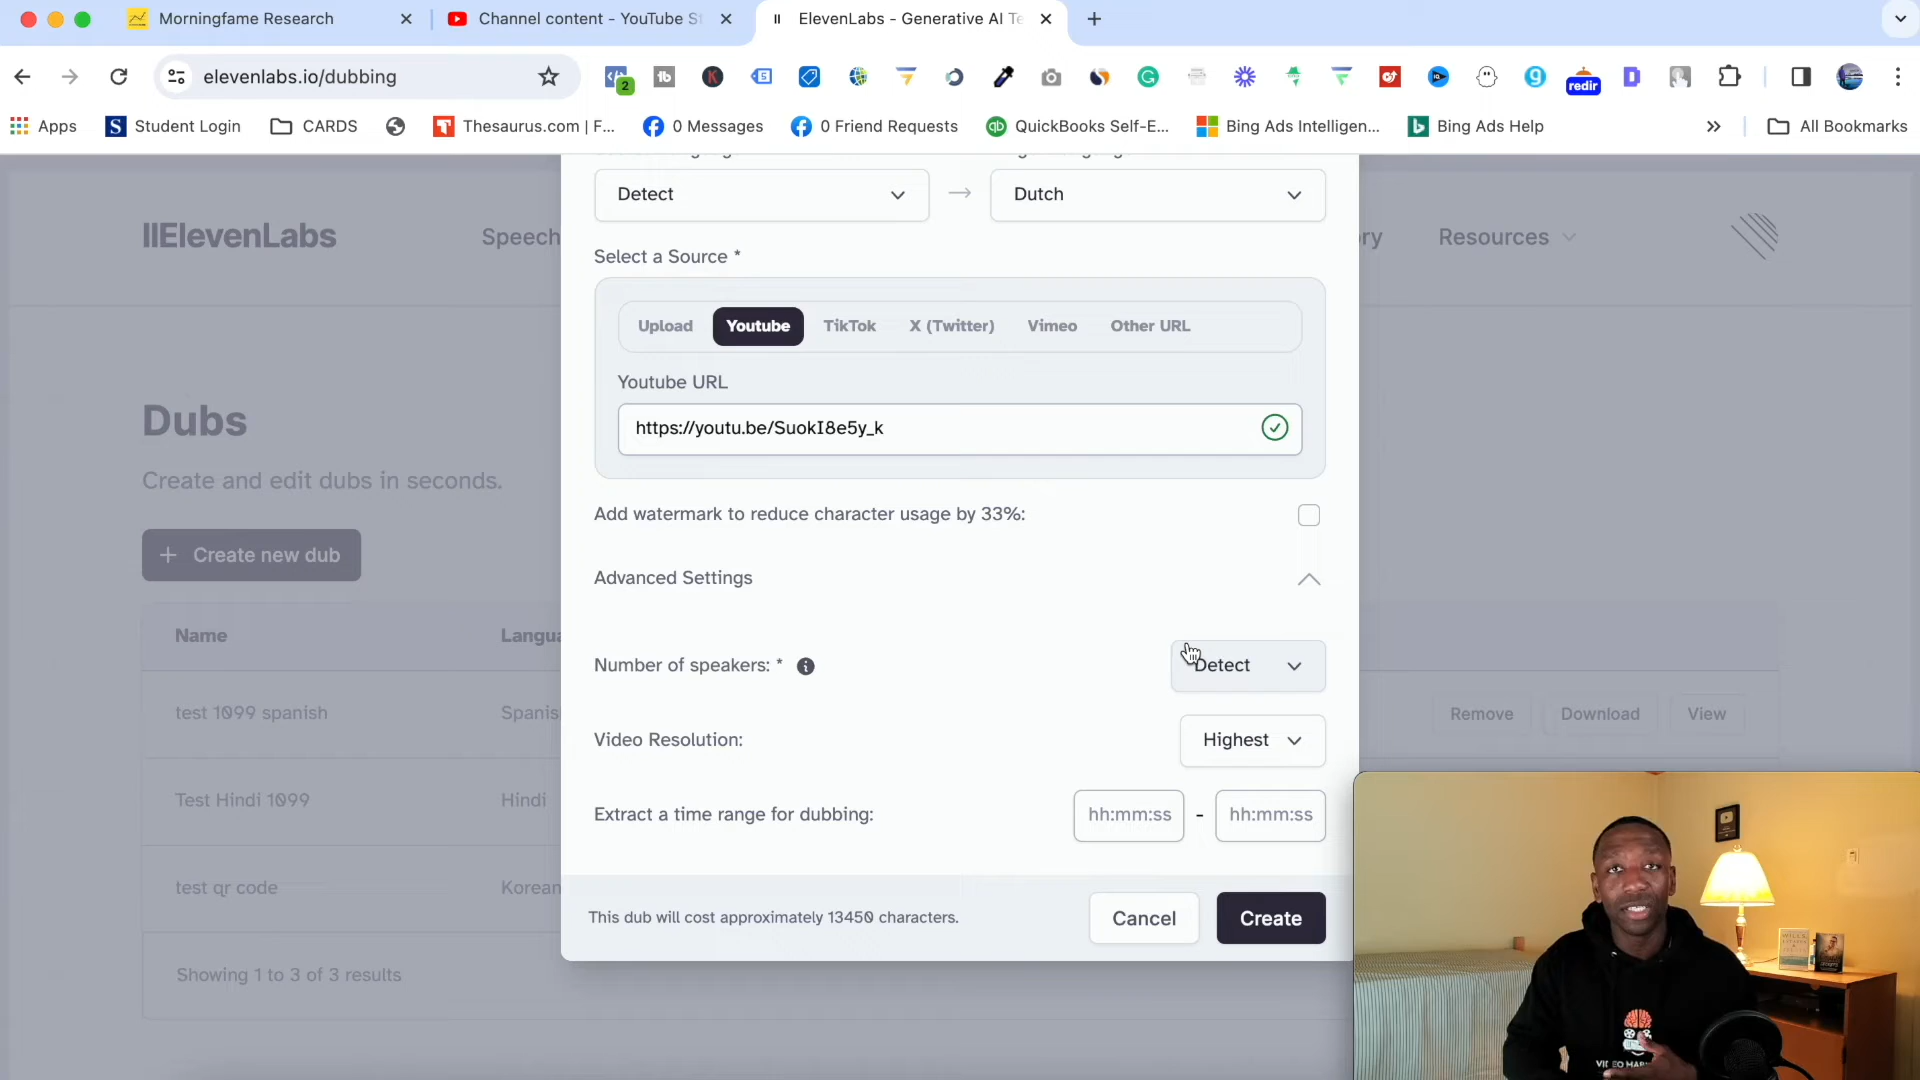 Morningfame Research
Channel content - YouTube S
ElevenLabs - Generative AI Te
elevenlabs.io/dubbing
2
redir
Apps
Student Login
CARDS
Thesaurus.com | F...
0 Messages
0 Friend Requests
QuickBooks Self-E...
Bing Ads Intelligen...
Bing Ads Help
All Bookmarks
IIElevenLabs
Speech
Resources
Detect
Dutch
Select a Source *
Upload
Youtube
TikTok
X (Twitter)
Vimeo
Other URL
Youtube URL
https://youtu.be/SuokI8e5y_k
Dubs
Create and edit dubs in seconds.
Add watermark to reduce character usage by 33%:
+ Create new dub
Advanced Settings
Name
Langua
Number of speakers: *
Detect
test 1099 spanish
Spanis
Remove
Download
View
Video Resolution:
Highest
Test Hindi 1099
Hindi
Extract a time range for dubbing:
hh:mm:ss - hh:mm:ss
test qr code
Korean
This dub will cost approximately 13450 characters.
Cancel
Create
Showing 1 to 3 of 3 results